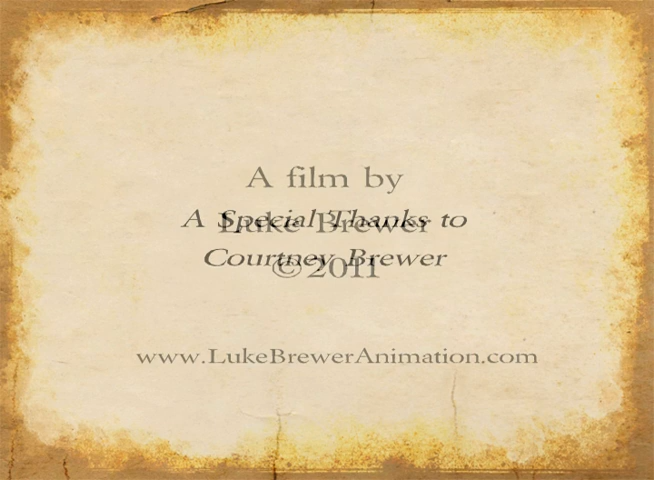 A film by
Luke Brewer
©2011
A Special Thanks to
Courtney Brewer
www.LukeBrewerAnimation.com